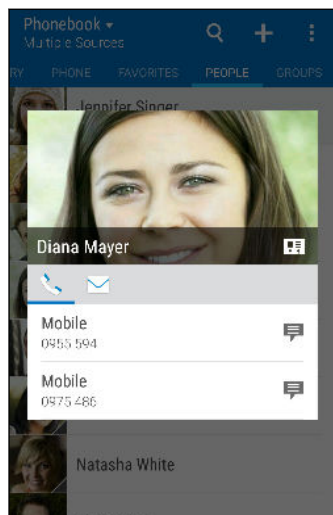 Phonebook
Multiple Sources
RY PHONE FAVORITES PEOPLE GROUPS
Jennifer Singer
Diana Mayer
Mobile
0955 594
Mobile
0975 486
Natasha White